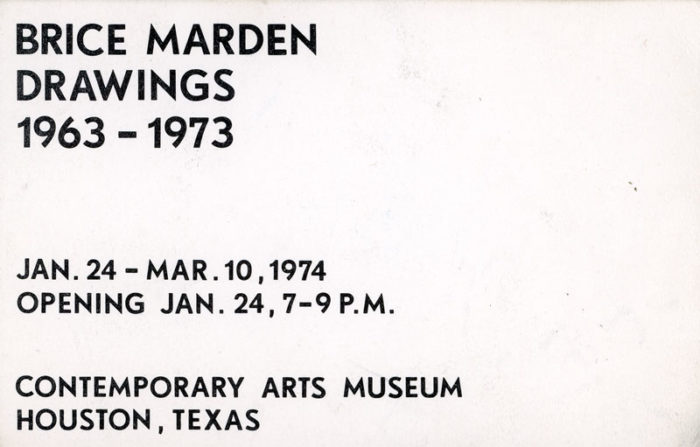 BRICE MARDEN
DRAWINGS
1963 - 1973
JAN. 24 - MAR. 10, 1974
OPENING JAN. 24, 7-9 P.M.
CONTEMPORARY ARTS MUSEUM
HOUSTON, TEXAS